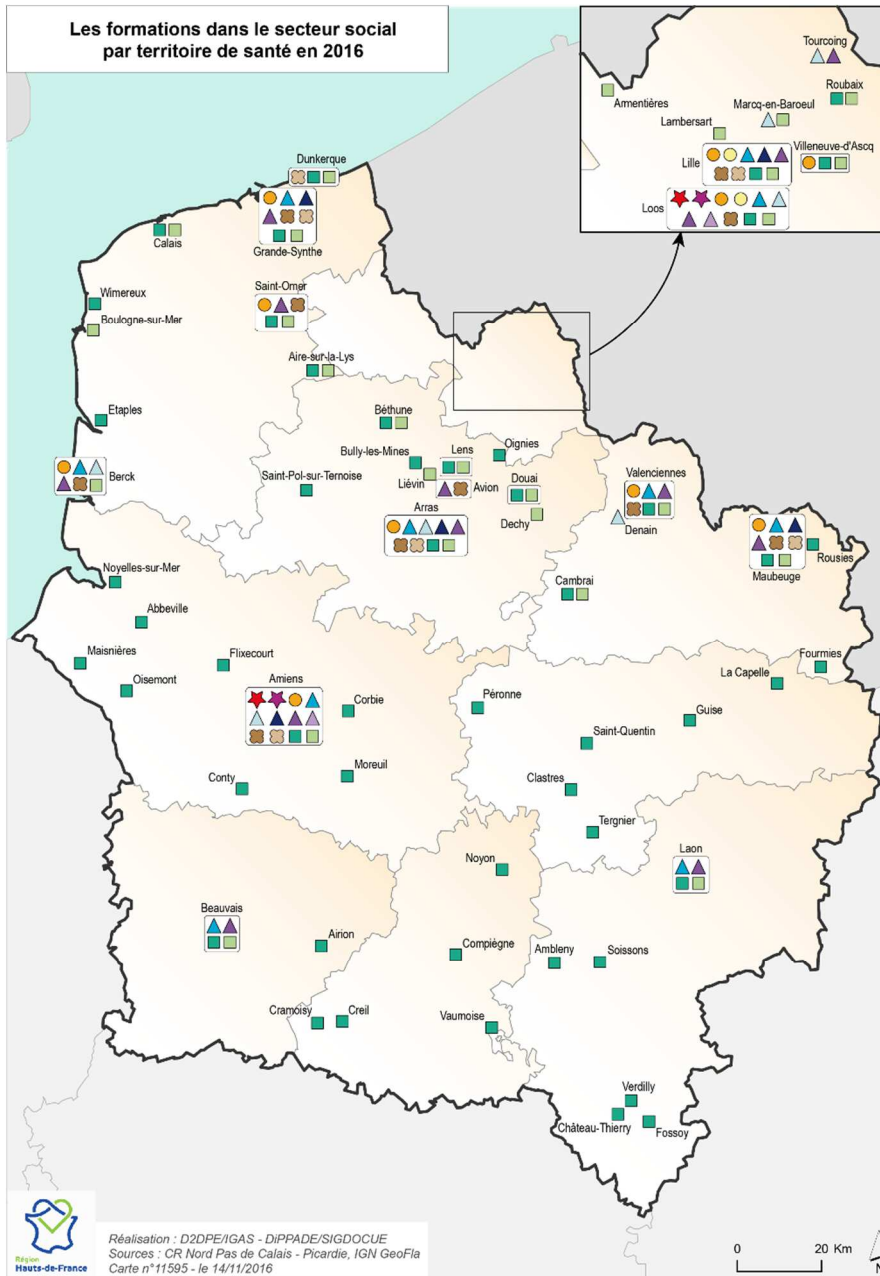 Les formations dans le secteur social
par territoire de santé en 2016
Tourcoing
Roubaix
Armentières
Marcq-en-Baroeul
Lambersart
Villeneuve-d'Ascq
Lille
Loos
Dunkerque
Grande-Synthe
Calais
Saint-Omer
Wimereux
Boulogne-sur-Mer
Aire-sur-la-Lys
Etaples
Béthune
Oignies
Bully-les-Mines
Lens
Berck
Saint-Pol-sur-Ternoise
Liévin
Avion
Douai
Valenciennes
Arras
Dechy
Denain
Rousies
Maubeuge
Noyelles-sur-Mer
Cambrai
Abbeville
Maisnières
Flixecourt
Fourmies
La Capelle
Oisemont
Amiens
Corbie
Péronne
Guise
Saint-Quentin
Conty
Moreuil
Clastres
Tergnier
Noyon
Laon
Beauvais
Airion
Compiègne
Ambleny
Soissons
Cramoisy
Creil
Vaumoise
Verdilly
Château-Thierry
Fossoy
Région
Hauts-de-France
Réalisation : D2DPE/IGAS - DiPPADE/SIGDOCUE
Sources : CR Nord Pas de Calais - Picardie, IGN GeoFla
Carte n°11595 - le 14/11/2016
0 20 Km
N